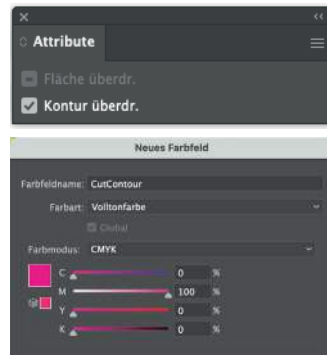 Attribute
Fläche überdr.
Kontur überdr.
Neues Farbfeld
Farbfeldname: CutContour
Farbart: Volltonfarbe
Global
Farbmodus: CMYK
C 0 %
M 100 %
Y 0 %
K 0 %